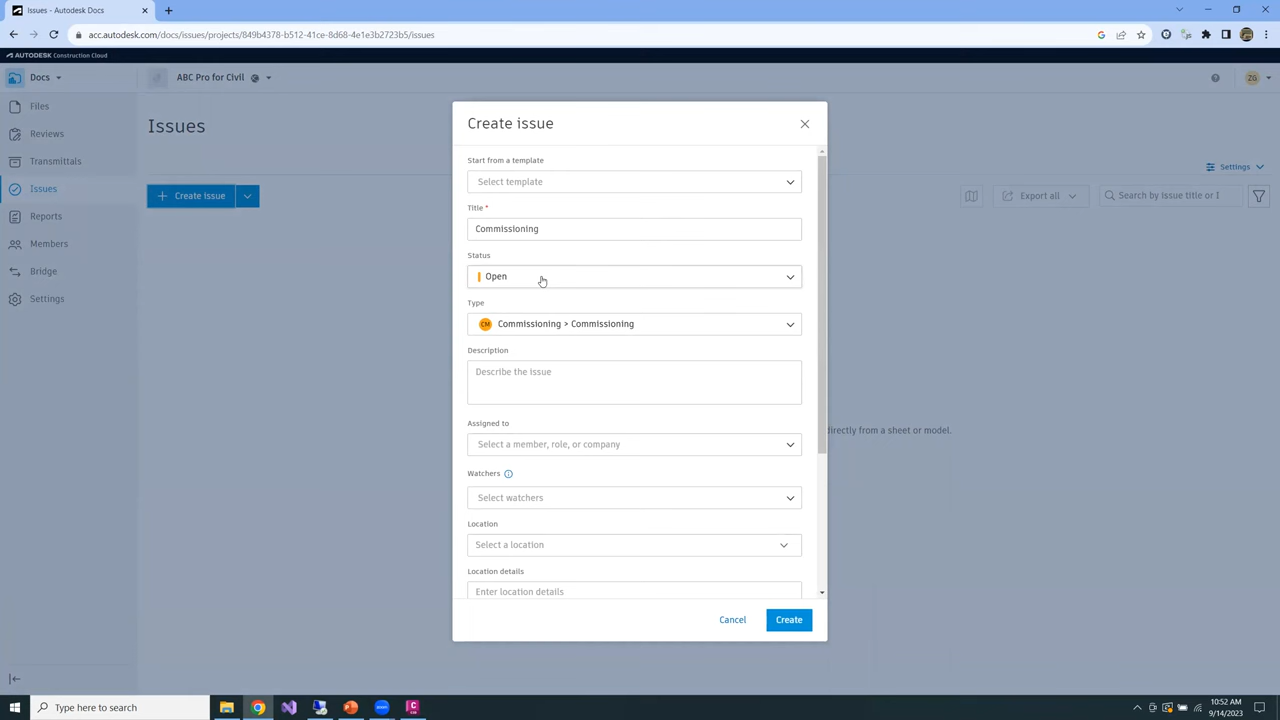 Issues - Autodesk Docs
acc.autodesk.com/docs/issues/projects/849b4378-b512-41ce-8d68-4e1e3b2723b5/issues
AUTODESK Construction Cloud
Docs
ABC Pro for Civil
ZG
Files
Reviews
Transmittals
Issues
Reports
Members
Bridge
Settings
Issues
Settings
Create issue
Export all
Search by issue title or I
directly from a sheet or model.
Create issue
Start from a template
Select template
Title *
Commissioning
Status
Open
Type
CM Commissioning > Commissioning
Description
Describe the issue
Assigned to
Select a member, role, or company
Watchers
Select watchers
Location
Select a location
Location details
Enter location details
Cancel
Create
Type here to search
10:52 AM
9/14/2023